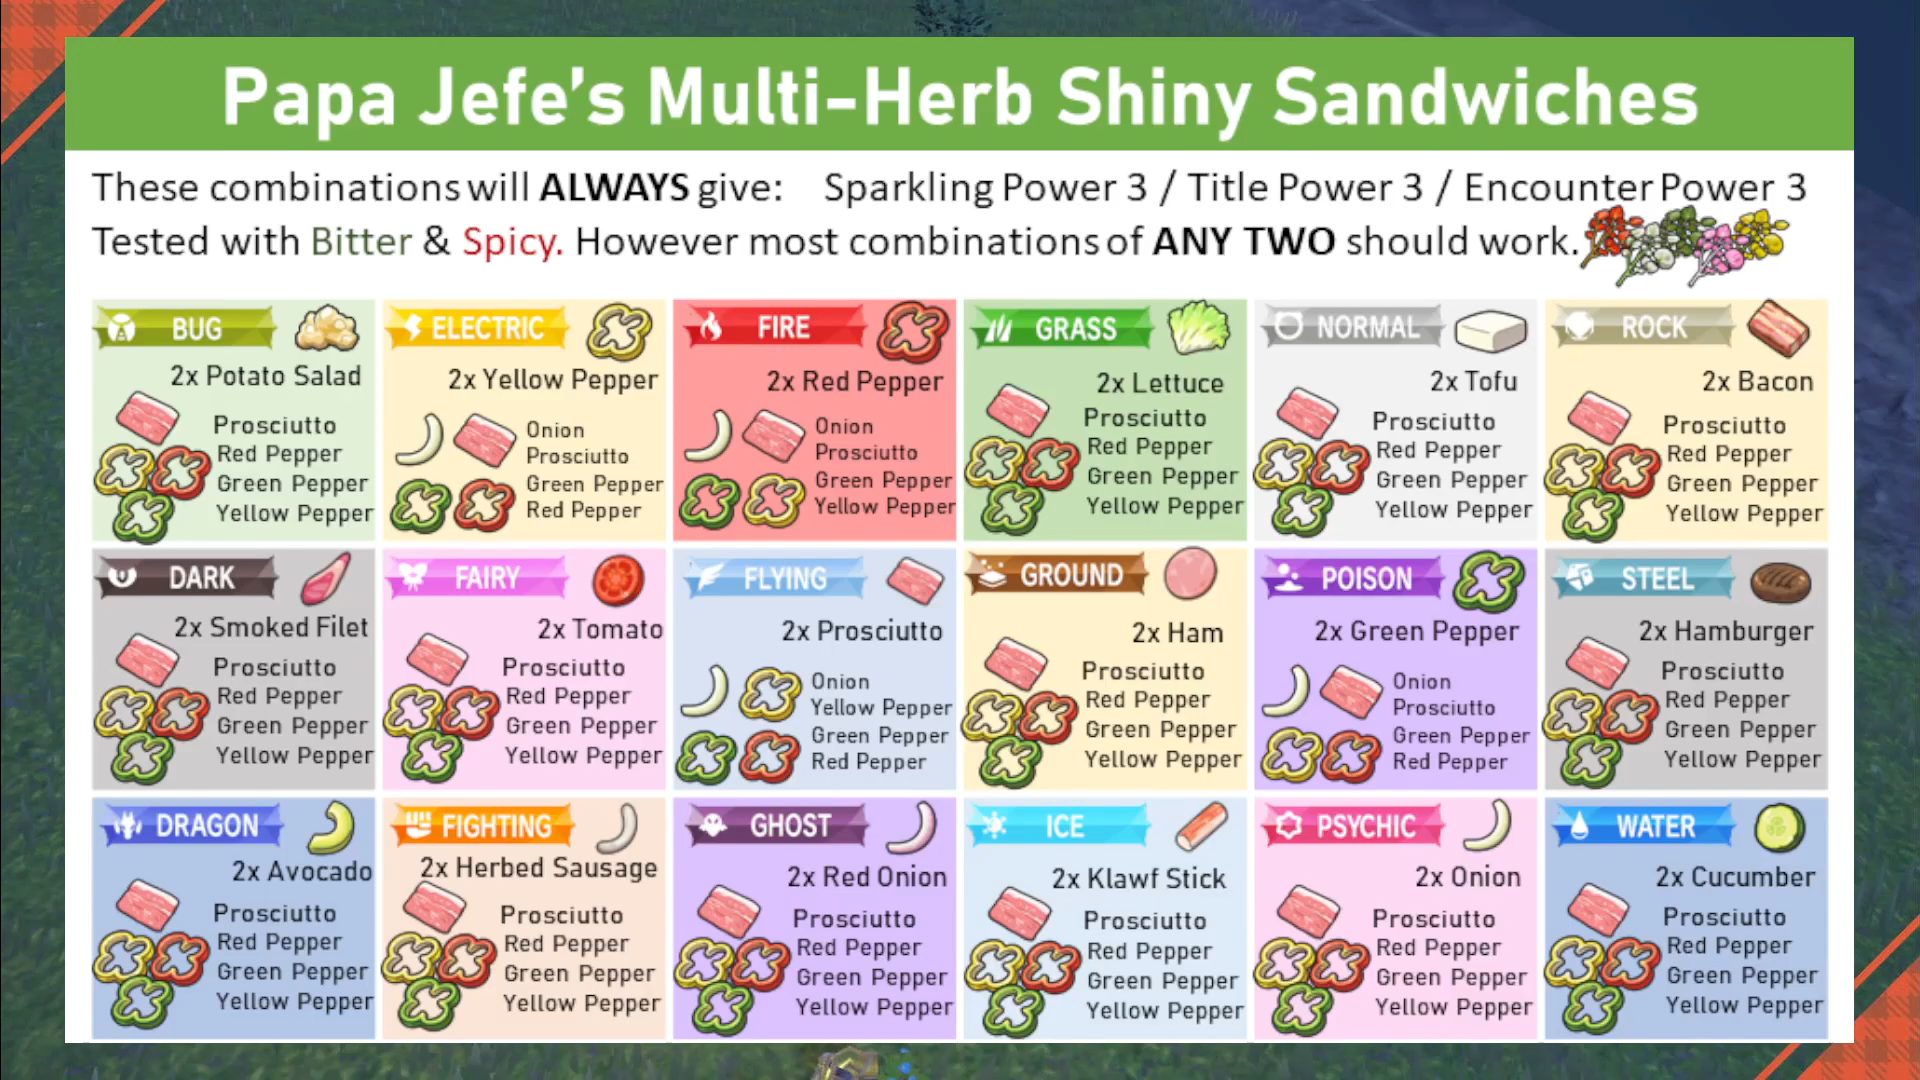 Papa Jefe's Multi-Herb Shiny Sandwiches
These combinations will ALWAYS give: Sparkling Power 3 / Title Power 3 / Encounter Power 3
Tested with Bitter & Spicy. However most combinations of ANY TWO should work.
BUG
2x Potato Salad
Prosciutto
Red Pepper
Green Pepper
Yellow Pepper
ELECTRIC
2x Yellow Pepper
Onion
Prosciutto
Green Pepper
Red Pepper
FIRE
2x Red Pepper
Onion
Prosciutto
Green Pepper
Yellow Pepper
GRASS
2x Lettuce
Prosciutto
Red Pepper
Green Pepper
Yellow Pepper
NORMAL
2x Tofu
Prosciutto
Red Pepper
Green Pepper
Yellow Pepper
ROCK
2x Bacon
Prosciutto
Red Pepper
Green Pepper
Yellow Pepper
DARK
2x Smoked Filet
Prosciutto
Red Pepper
Green Pepper
Yellow Pepper
FAIRY
2x Tomato
Prosciutto
Red Pepper
Green Pepper
Yellow Pepper
FLYING
2x Prosciutto
Onion
Yellow Pepper
Green Pepper
Red Pepper
GROUND
2x Ham
Prosciutto
Red Pepper
Green Pepper
Yellow Pepper
POISON
2x Green Pepper
Onion
Prosciutto
Green Pepper
Red Pepper
STEEL
2x Hamburger
Prosciutto
Red Pepper
Green Pepper
Yellow Pepper
DRAGON
2x Avocado
Prosciutto
Red Pepper
Green Pepper
Yellow Pepper
FIGHTING
2x Herbed Sausage
Prosciutto
Red Pepper
Green Pepper
Yellow Pepper
GHOST
2x Red Onion
Prosciutto
Red Pepper
Green Pepper
Yellow Pepper
ICE
2x Klawf Stick
Prosciutto
Red Pepper
Green Pepper
Yellow Pepper
PSYCHIC
2x Onion
Prosciutto
Red Pepper
Green Pepper
Yellow Pepper
WATER
2x Cucumber
Prosciutto
Red Pepper
Green Pepper
Yellow Pepper